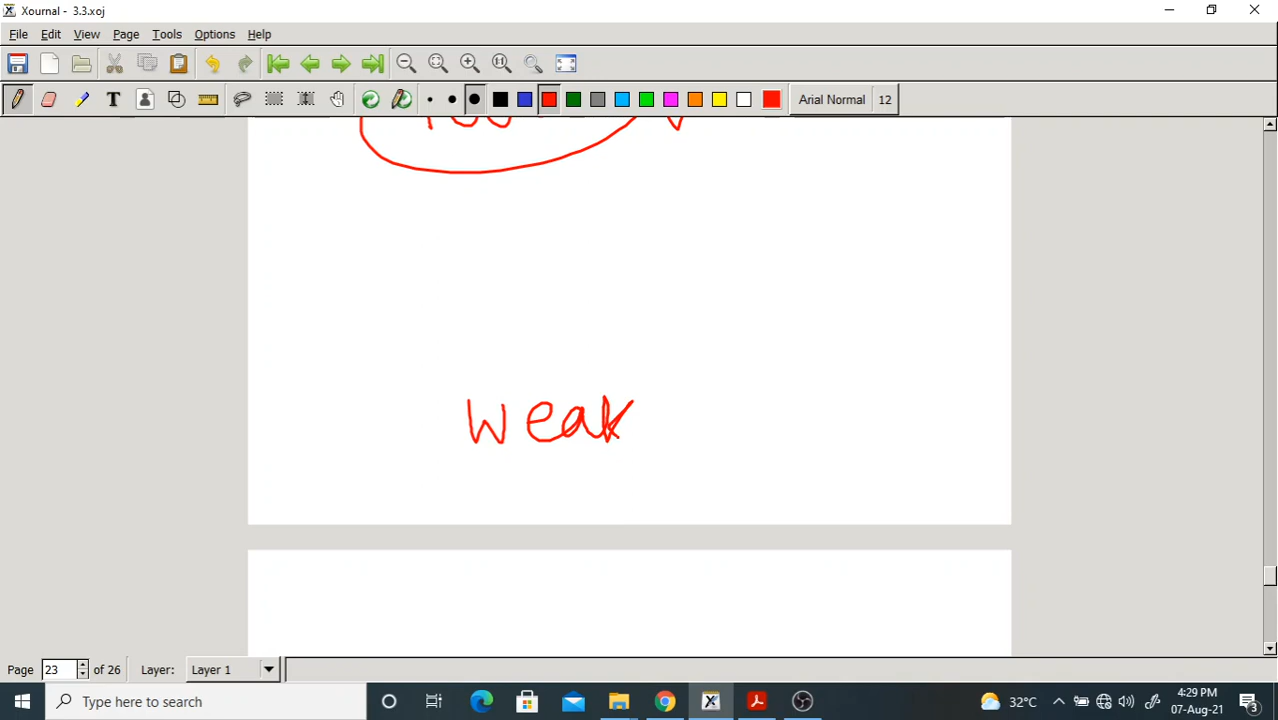 Xournal - 3.3.xoj
File Edit View Page Tools Options Help
Arial Normal 12
weak
Page 23 of 26 Layer: Layer 1
Type here to search
32°C
4:29 PM
07-Aug-21
3